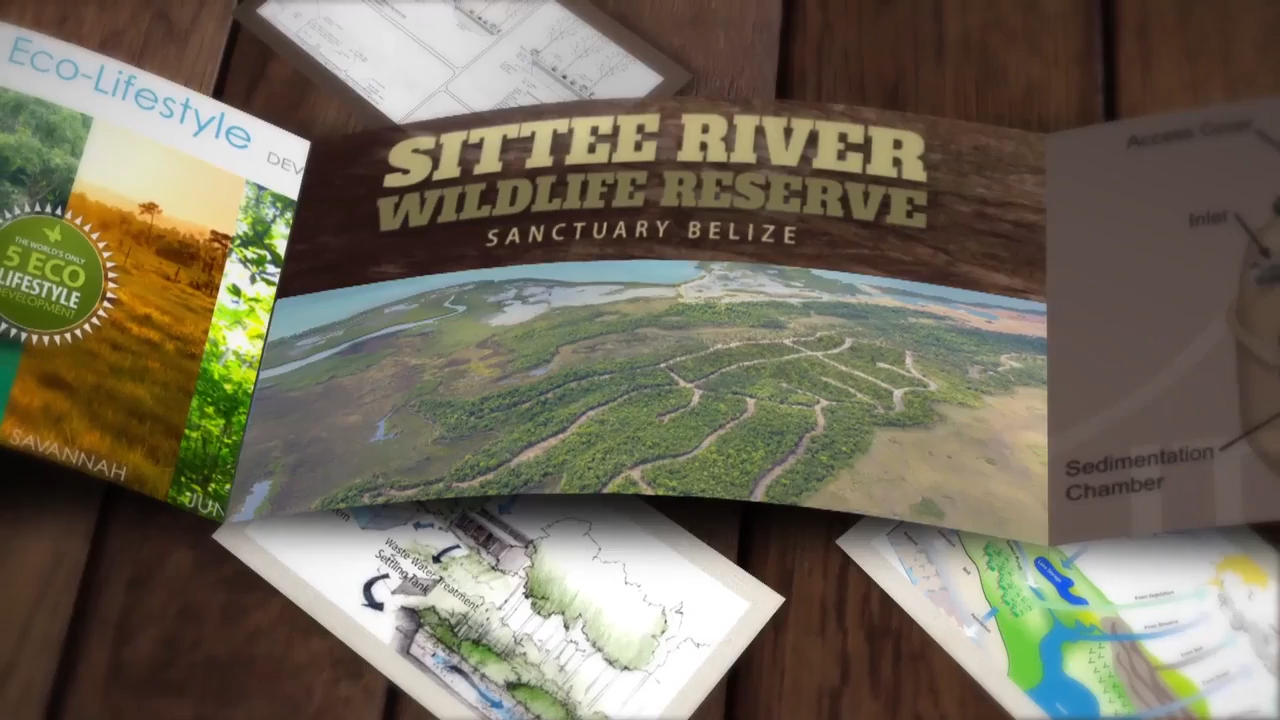 Eco-Lifestyle
DEV
THE WORLD'S ONLY
5 ECO
LIFESTYLE
DEVELOPMENT
SAVANNAH
JUN
SITTEE RIVER
WILDLIFE RESERVE
SANCTUARY BELIZE
Access Cover
Inlet
Sedimentation
Chamber
Waste Water Treatment
Settling Tank